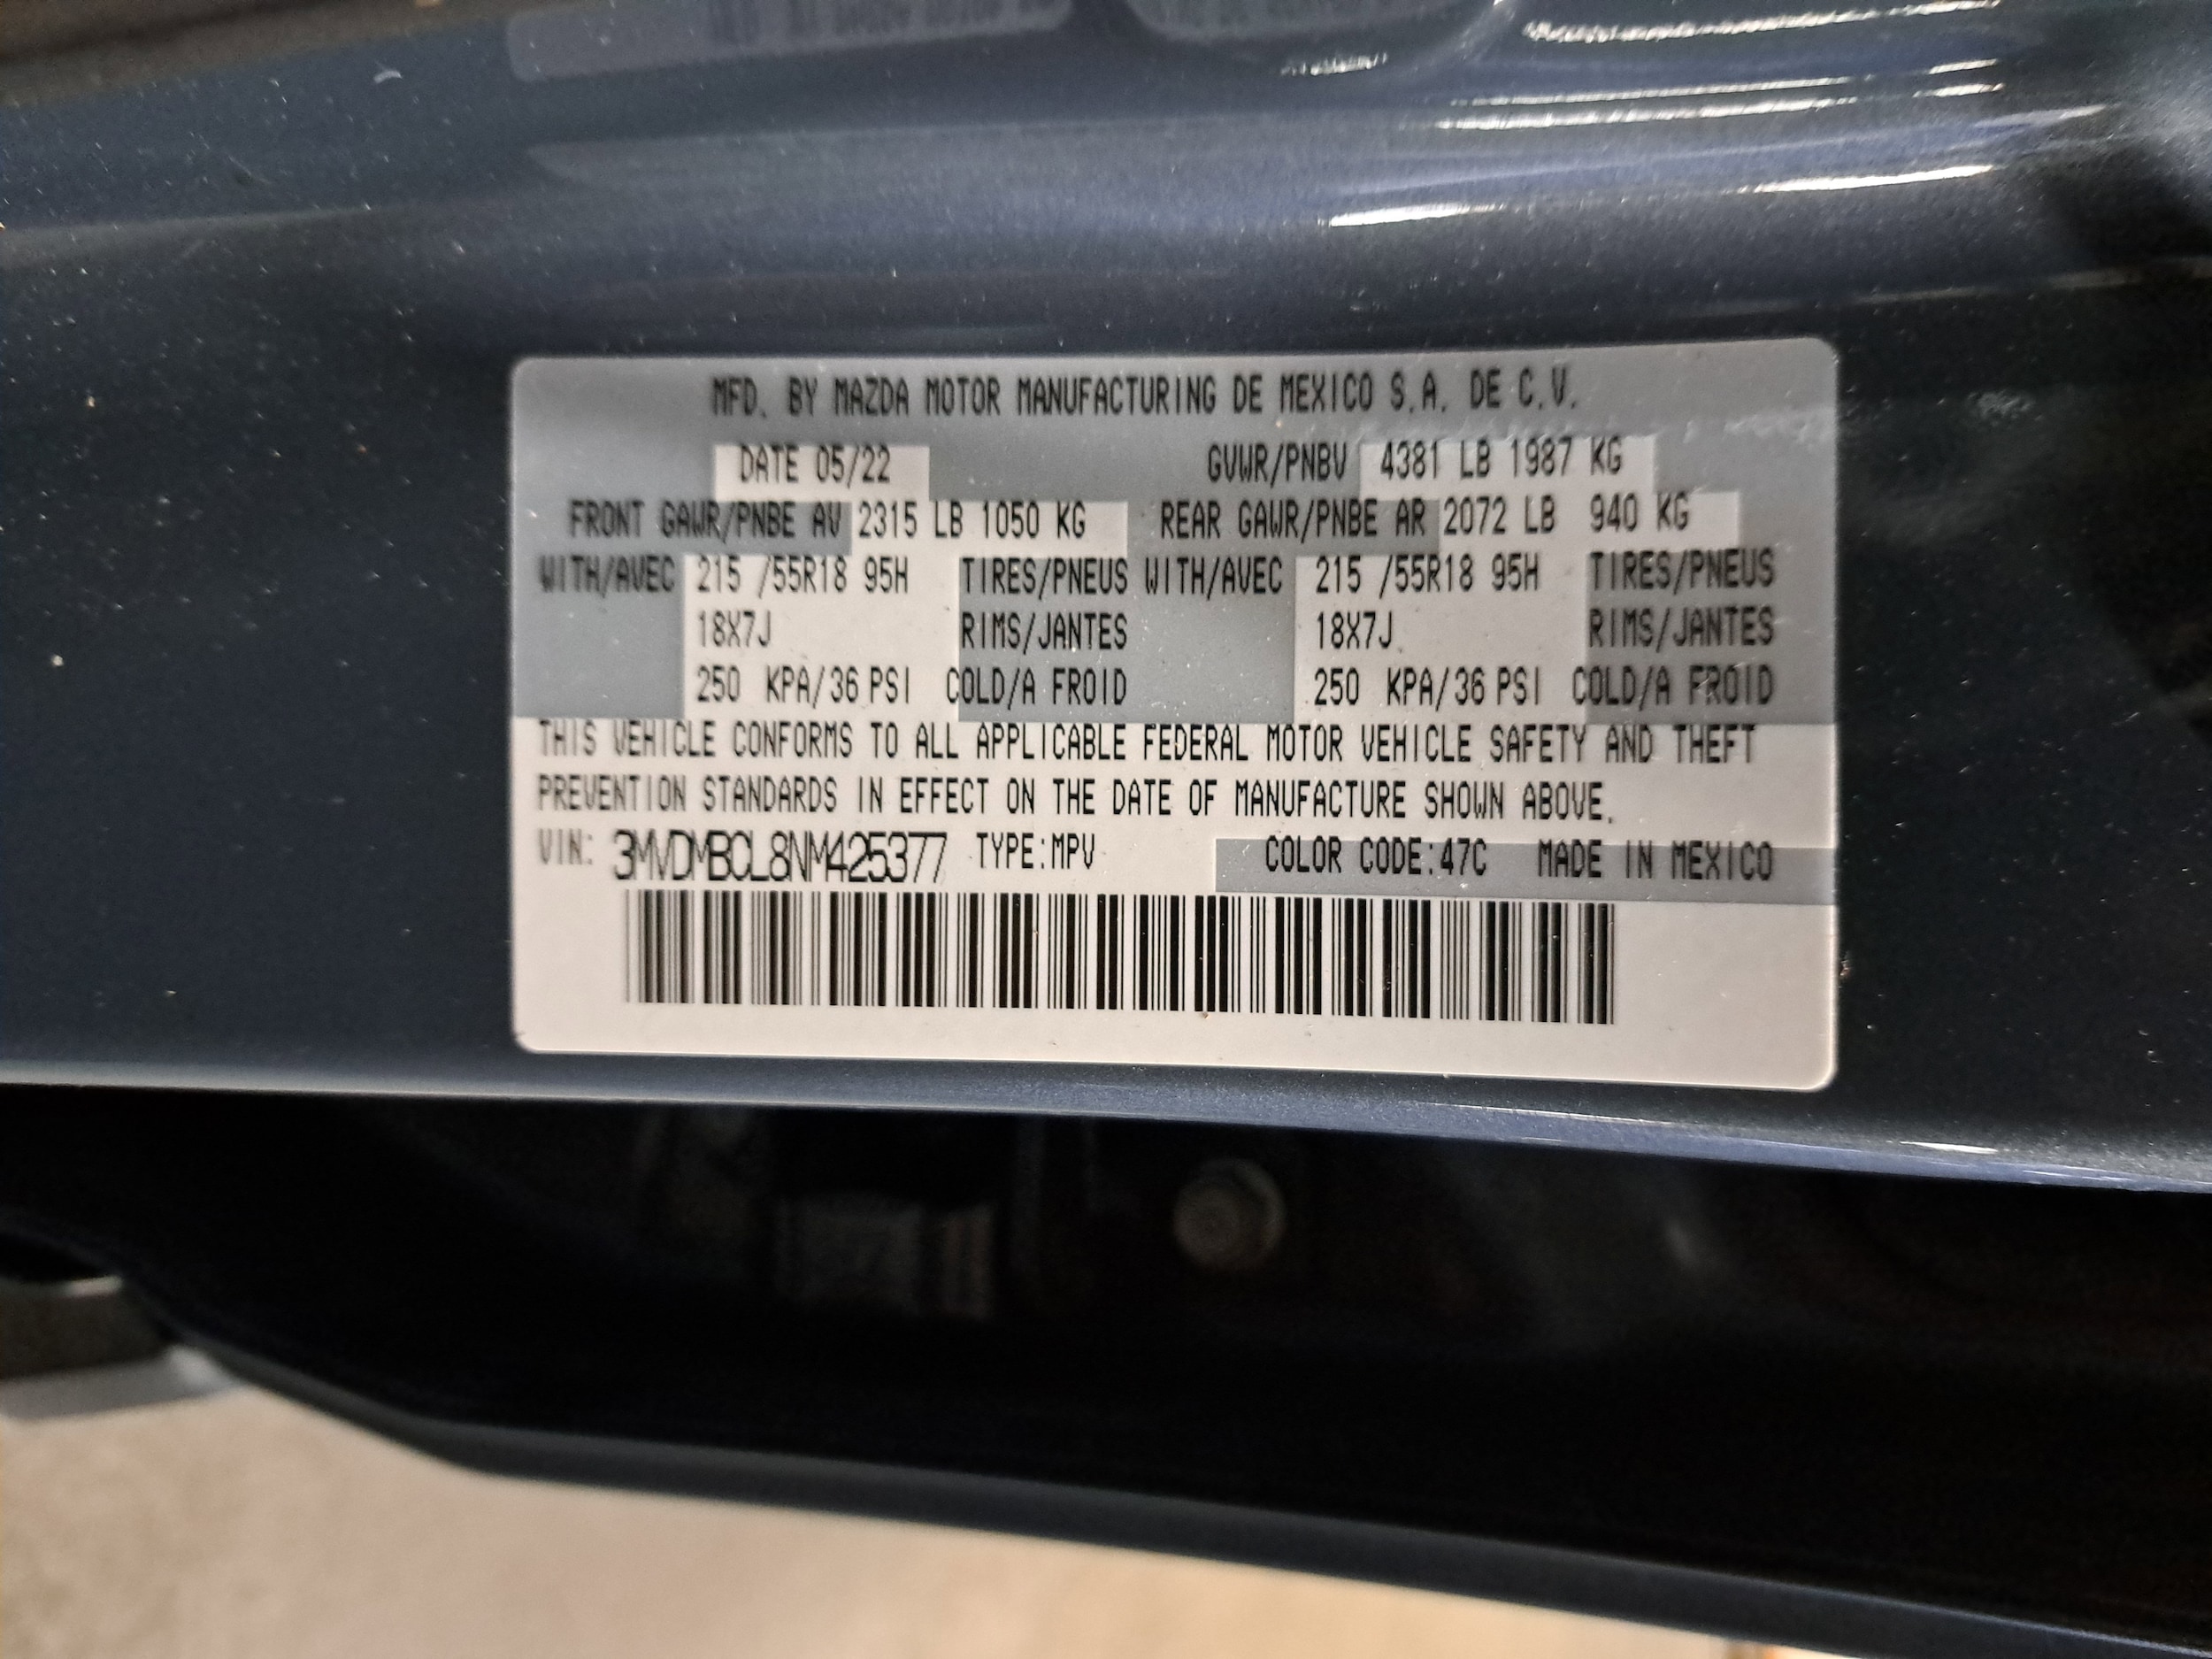 MFD. BY MAZDA MOTOR MANUFACTURING DE MEXICO S.A. DE C.V.
DATE 05/22 GVWR/PNBV 4381 LB 1987 KG
FRONT GAWR/PNBE AV 2315 LB 1050 KG REAR GAWR/PNBE AR 2072 LB 940 KG
WITH/AVEC 215 /55R18 95H TIRES/PNEUS WITH/AVEC 215 /55R18 95H TIRES/PNEUS
18X7J RIMS/JANTES 18X7J RIMS/JANTES
250 KPA/36 PSI COLD/A FROID 250 KPA/36 PSI COLD/A FROID
THIS VEHICLE CONFORMS TO ALL APPLICABLE FEDERAL MOTOR VEHICLE SAFETY AND THEFT
PREVENTION STANDARDS IN EFFECT ON THE DATE OF MANUFACTURE SHOWN ABOVE.
VIN: 3MVDMBCL8NM425377 TYPE:MPV COLOR CODE:47C MADE IN MEXICO